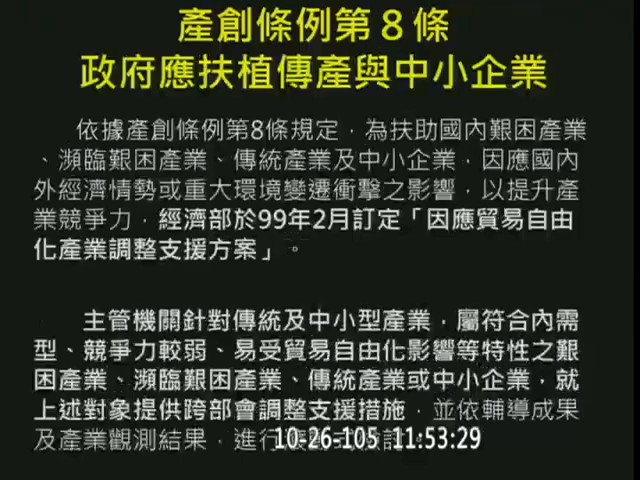 產創條例第８條
政府應扶植傳產與中小企業
依據產創條例第8條規定，為扶助國內艱困產業
、瀕臨艱困產業、傳統產業及中小企業，因應國內
外經濟情勢或重大環境變遷衝擊之影響，以提升產
業競爭力，經濟部於99年2月訂定「因應貿易自由
化產業調整支援方案」。
主管機關針對傳統及中小型產業，屬符合內需
型、競爭力較弱、易受貿易自由化影響等特性之艱
困產業、瀕臨艱困產業、傳統產業或中小企業，就
上述對象提供跨部會調整支援措施，並依輔導成果
及產業觀測結果，進行
10-26-105 11:53:29